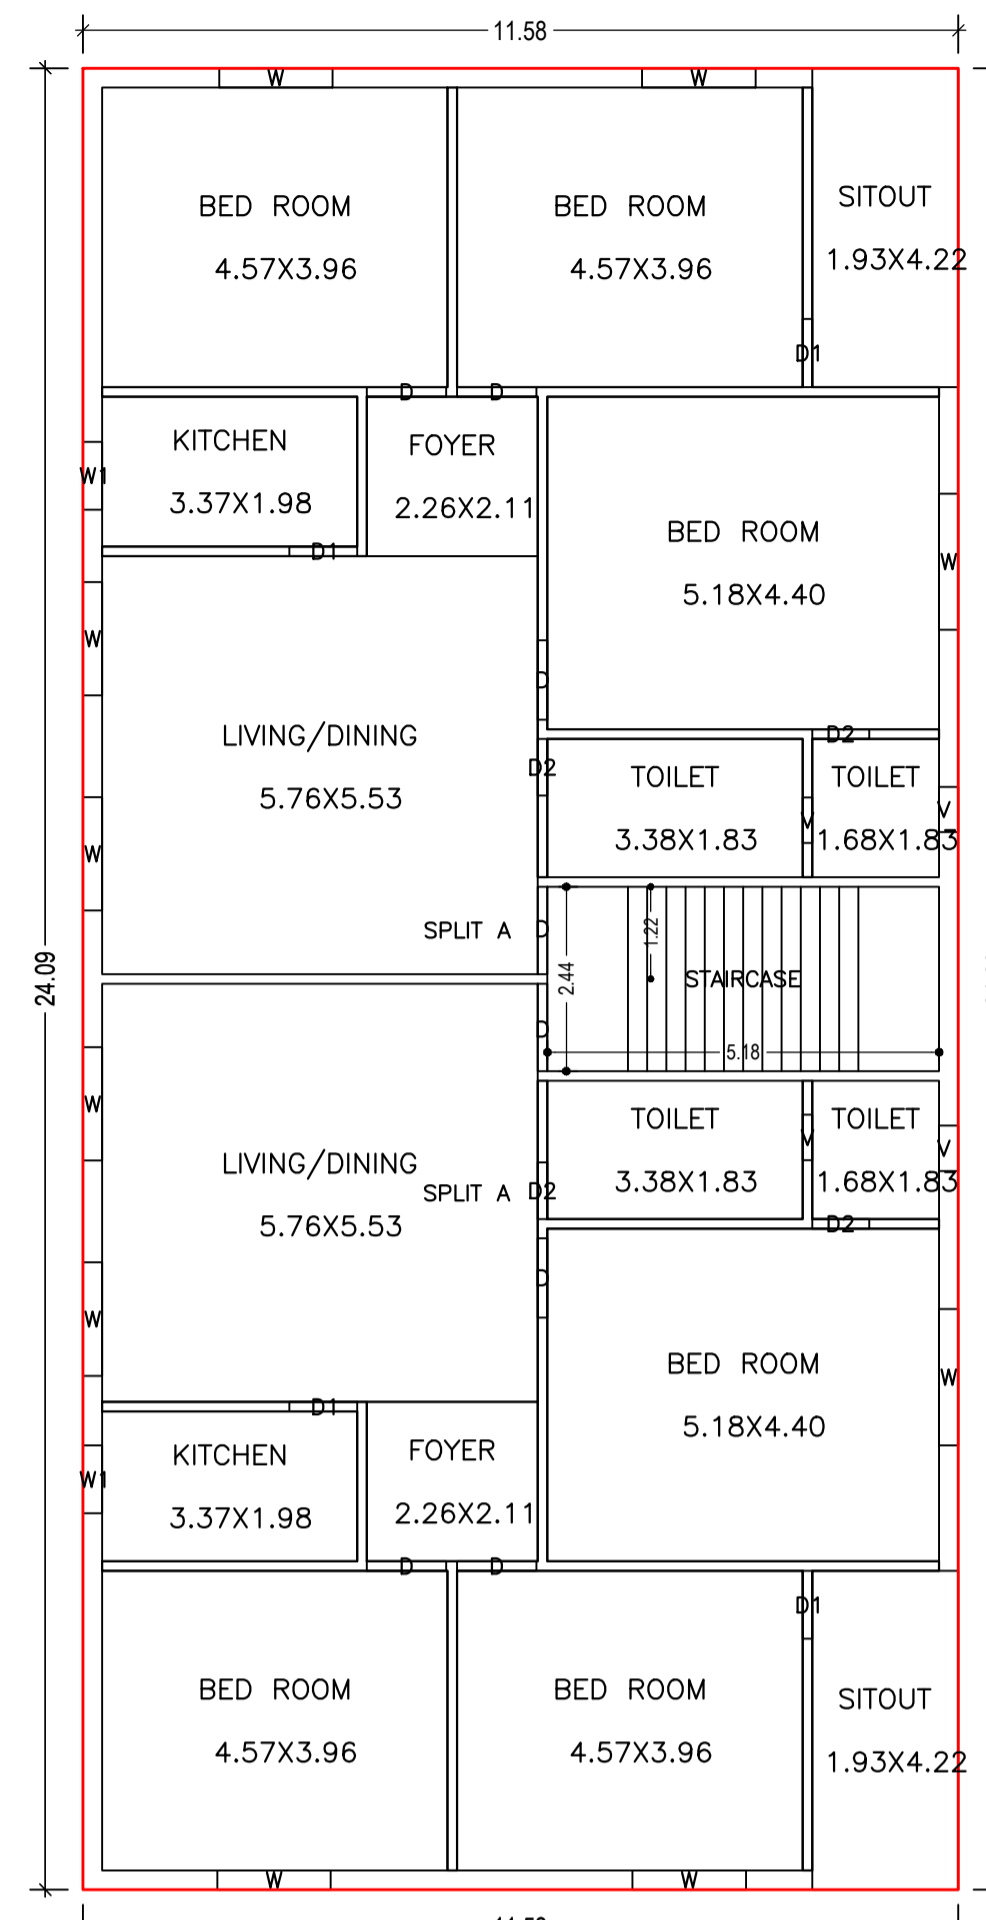 11.58
W
W
BED ROOM
4.57X3.96
BED ROOM
4.57X3.96
SITOUT
1.93X4.22
D1
D
D
KITCHEN
3.37X1.98
W1
FOYER
2.26X2.11
D1
BED ROOM
5.18X4.40
W
W
D
LIVING/DINING
5.76X5.53
D2
D2
TOILET
3.38X1.83
V
TOILET
1.68X1.83
V
W
SPLIT A
D
1.22
2.44
STAIRCASE
24.09
D
5.18
W
TOILET
3.38X1.83
V
TOILET
1.68X1.83
V
LIVING/DINING
5.76X5.53
SPLIT A
D2
D2
D
W
BED ROOM
5.18X4.40
W
D1
KITCHEN
3.37X1.98
W1
FOYER
2.26X2.11
D
D
D1
BED ROOM
4.57X3.96
BED ROOM
4.57X3.96
SITOUT
1.93X4.22
W
W